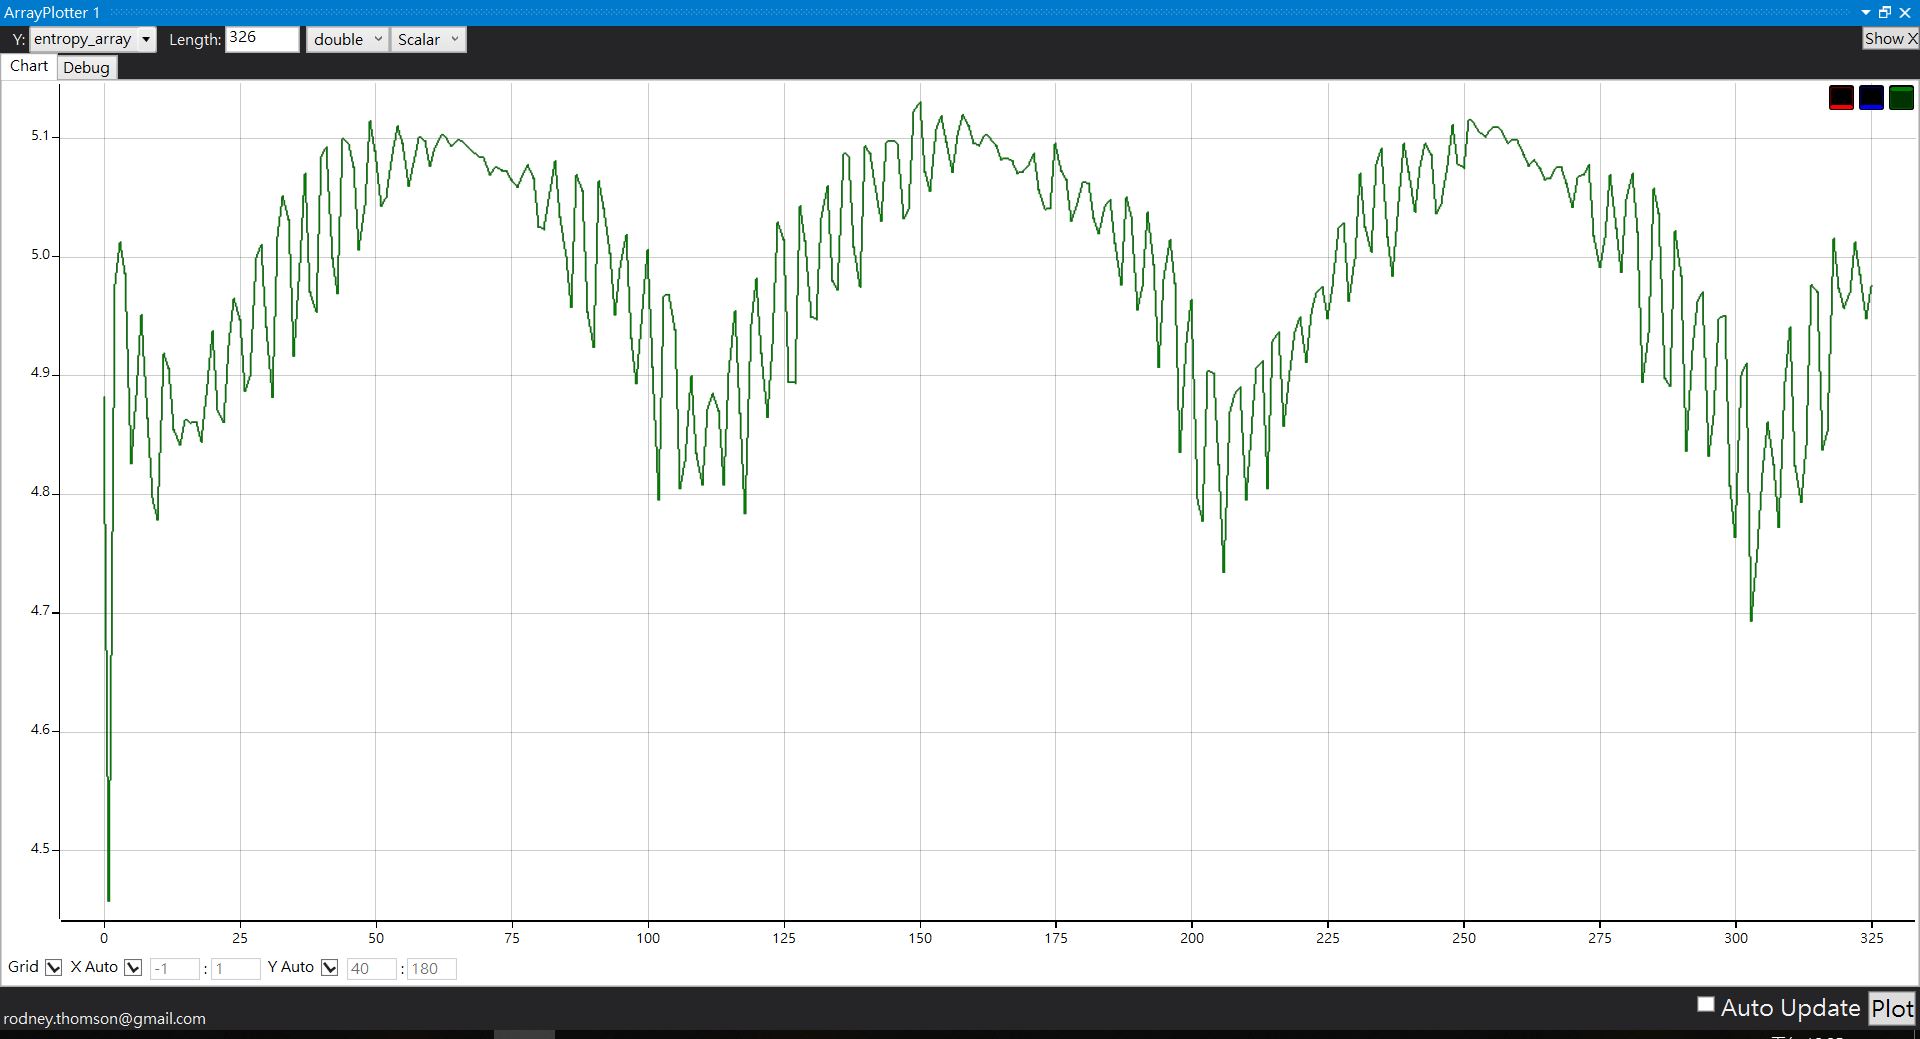 ArrayPlotter 1
Y: entropy_array Length: 326 double Scalar Show X
Chart Debug
5.1
5.0
4.9
4.8
4.7
4.6
4.5
0 25 50 75 100 125 150 175 200 225 250 275 300 325
Grid X Auto -1 : 1 Y Auto 40 : 180
Auto Update Plot
rodney.thomson@gmail.com